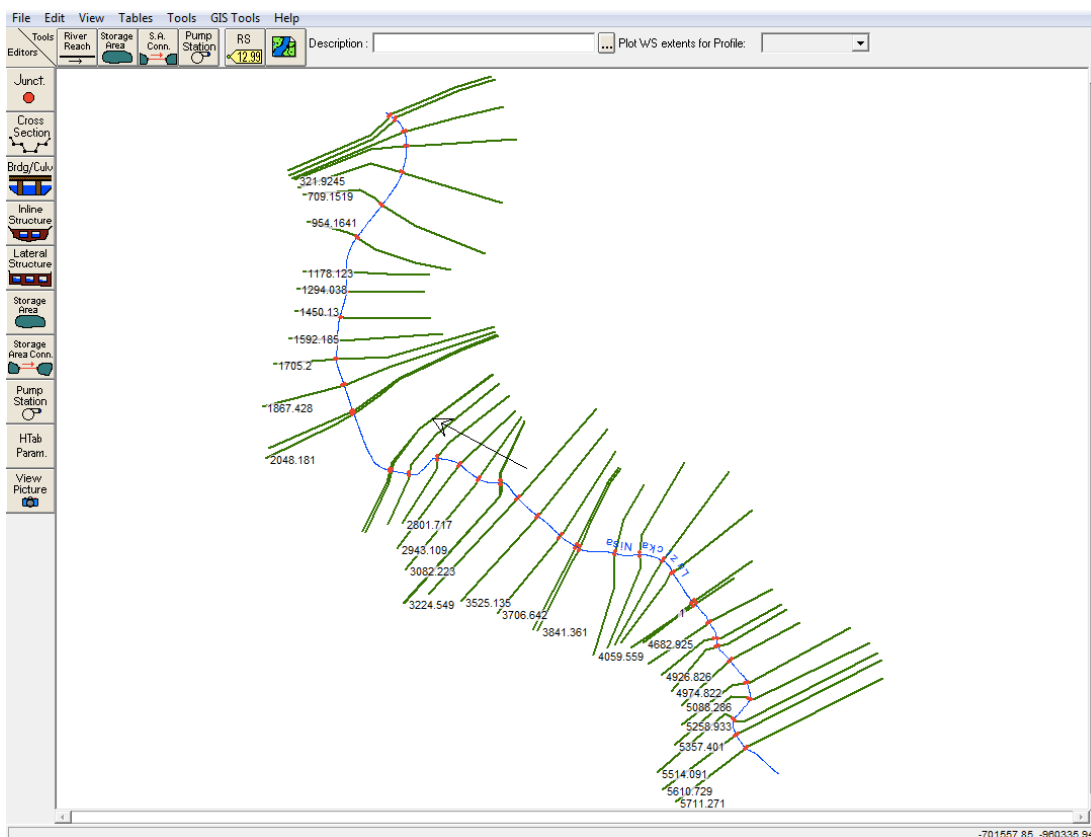 File Edit View Tables Tools GIS Tools Help
Tools
Editors
River
Reach
Storage
Area
S.A.
Conn.
Pump
Station
RS
12.99
Description :
...
Plot WS extents for Profile:
Junct.
Cross
Section
Brdg/Culv
Inline
Structure
Lateral
Structure
Storage
Area
Storage
Area Conn.
Pump
Station
HTab
Param.
View
Picture
321.9245
709.1519
954.1641
1178.123
1294.038
1450.13
1592.185
1705.2
1867.428
2048.181
2801.717
2943.109
3082.223
3224.549
3525.135
3706.642
3841.361
4059.559
Nisa
cka
1
4682.925
4926.826
4974.822
5088.286
5258.933
5357.401
5514.091
5610.729
5711.271